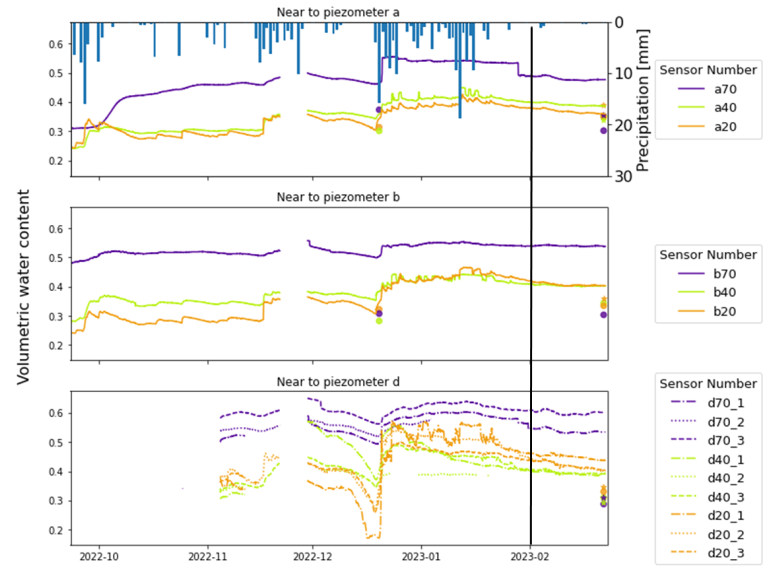 Near to piezometer a
0.6
0.5
0.4
0.3
0.2
0
10
20
30
Precipitation [mm]
Sensor Number
a70
a40
a20
Volumetric water content
Near to piezometer b
0.6
0.5
0.4
0.3
0.2
Sensor Number
b70
b40
b20
Near to piezometer d
0.6
0.5
0.4
0.3
0.2
2022-10
2022-11
2022-12
2023-01
2023-02
Sensor Number
d70_1
d70_2
d70_3
d40_1
d40_2
d40_3
d20_1
d20_2
d20_3